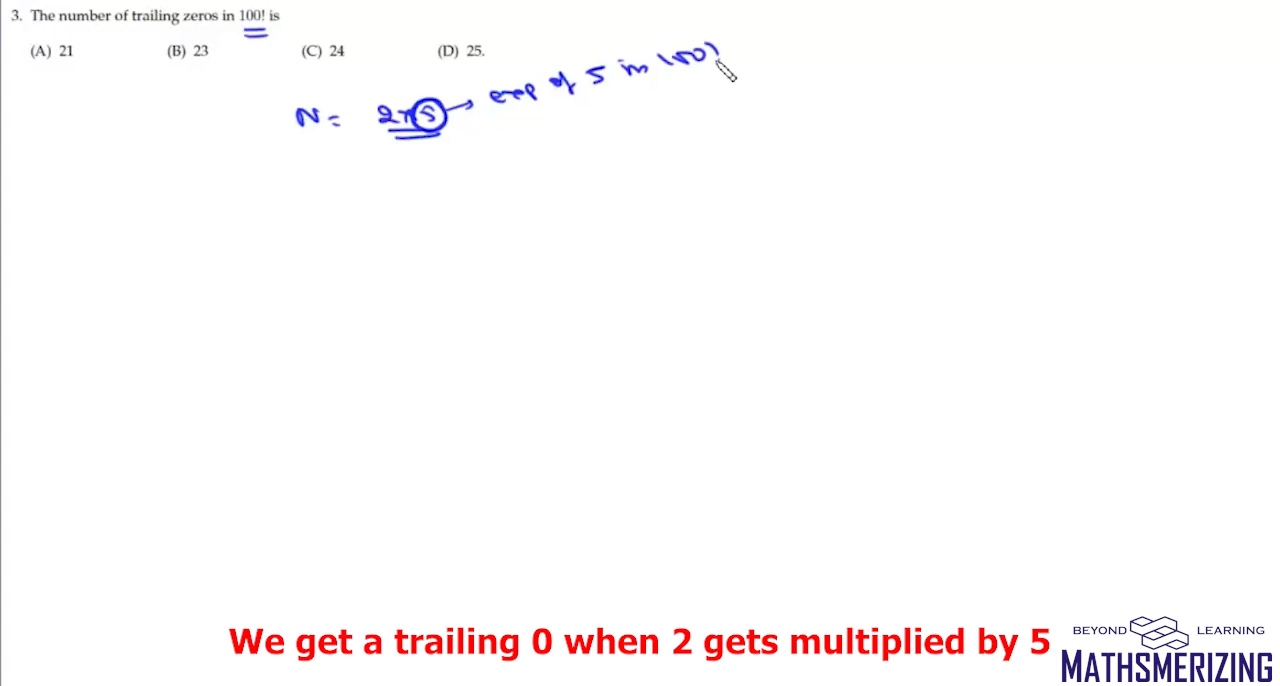 3. The number of trailing zeros in 100! is
(A) 21 (B) 23 (C) 24 (D) 25.
N = 2×5 → exp of 5 in 100!
We get a trailing 0 when 2 gets multiplied by 5
BEYOND LEARNING
MATHSMERIZING